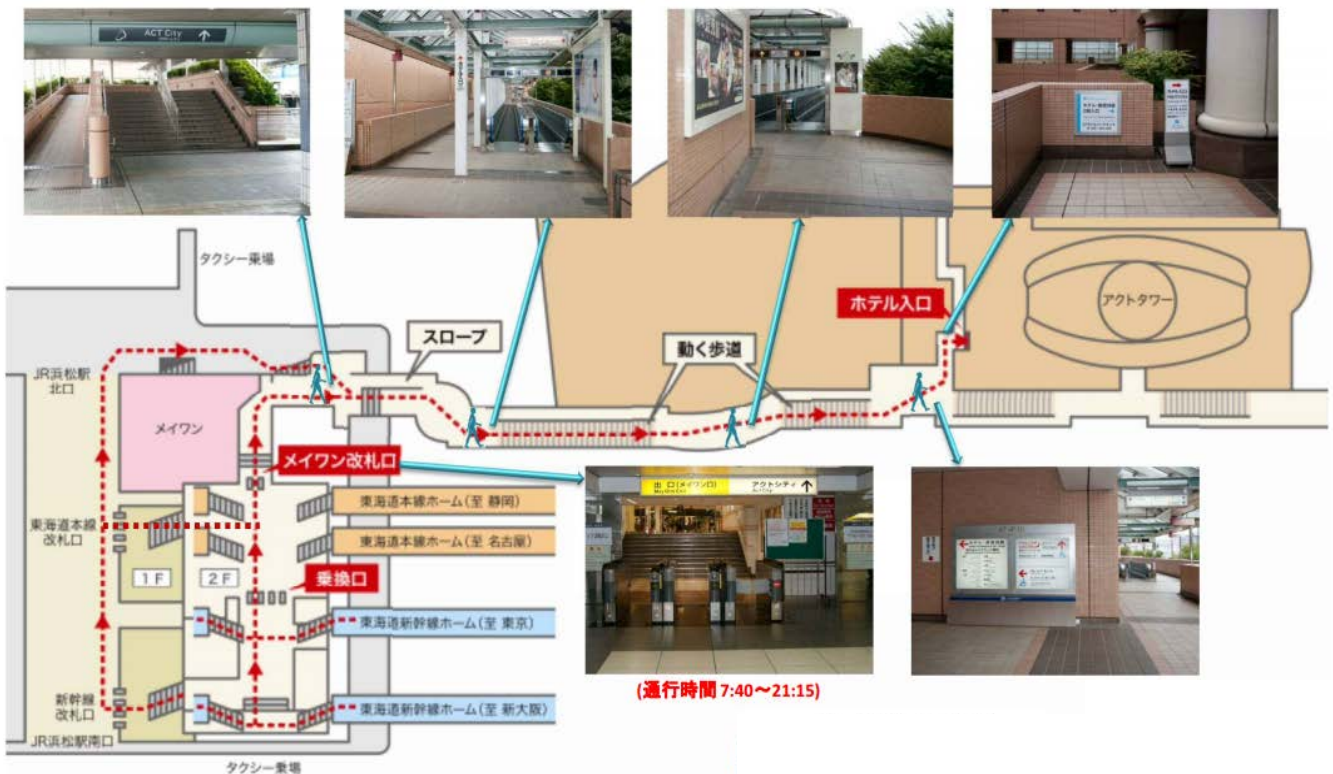 ACT City ↑
タクシー乗場
スロープ
ホテル入口
アクトタワー
動く歩道
JR浜松駅
北口
メイワン
メイワン改札口
出口(メイワン口)
アクトシティ
東海道本線ホーム(至 静岡)
東海道本線
改札口
東海道本線ホーム(至 名古屋)
1F
2F
乗換口
東海道新幹線ホーム(至 東京)
(通行時間 7:40〜21:15)
新幹線
改札口
東海道新幹線ホーム(至 新大阪)
JR浜松駅南口
タクシー乗場